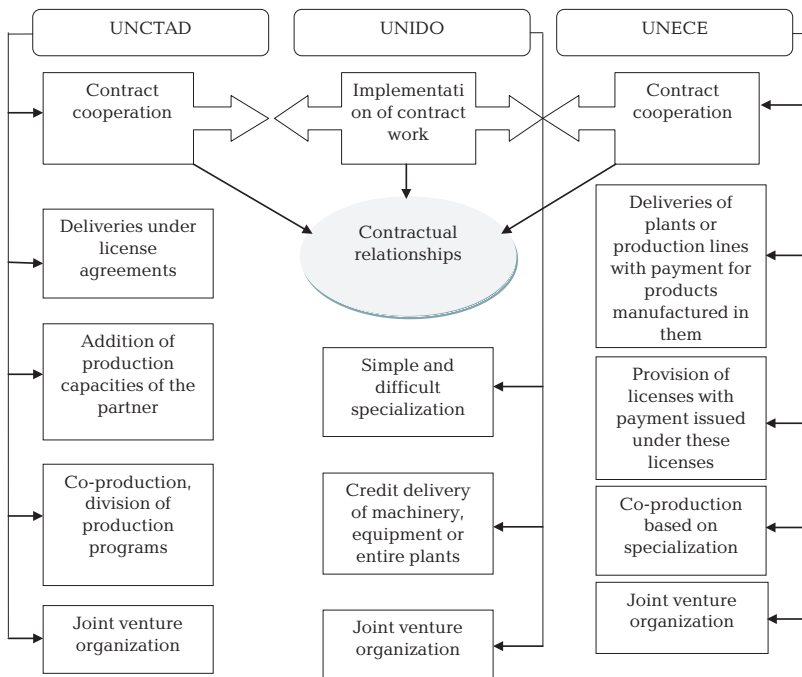 UNCTAD
UNIDO
UNECE
Contract
cooperation
Implementati
on of contract
work
Contract
cooperation
Contractual
relationships
Deliveries under
license
agreements
Addition of
production
capacities of the
partner
Co-production,
division of
production
programs
Joint venture
organization
Simple and
difficult
specialization
Credit delivery
of machinery,
equipment or
entire plants
Joint venture
organization
Deliveries of
plants or
production lines
with payment for
products
manufactured in
them
Provision of
licenses with
payment issued
under these
licenses
Co-production
based on
specialization
Joint venture
organization